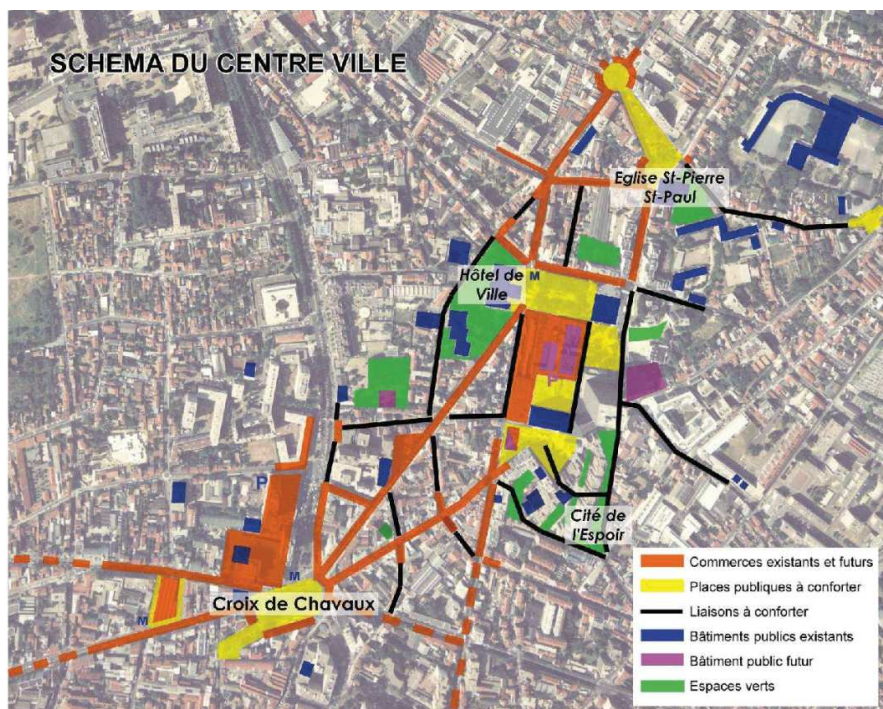 SCHEMA DU CENTRE VILLE
Eglise St-Pierre
St-Paul
Hôtel de
Ville
M
P
Cité de
l'Espoir
M
Croix de Chavaux
M
Commerces existants et futurs
Places publiques à conforter
Liaisons à conforter
Bâtiments publics existants
Bâtiment public futur
Espaces verts